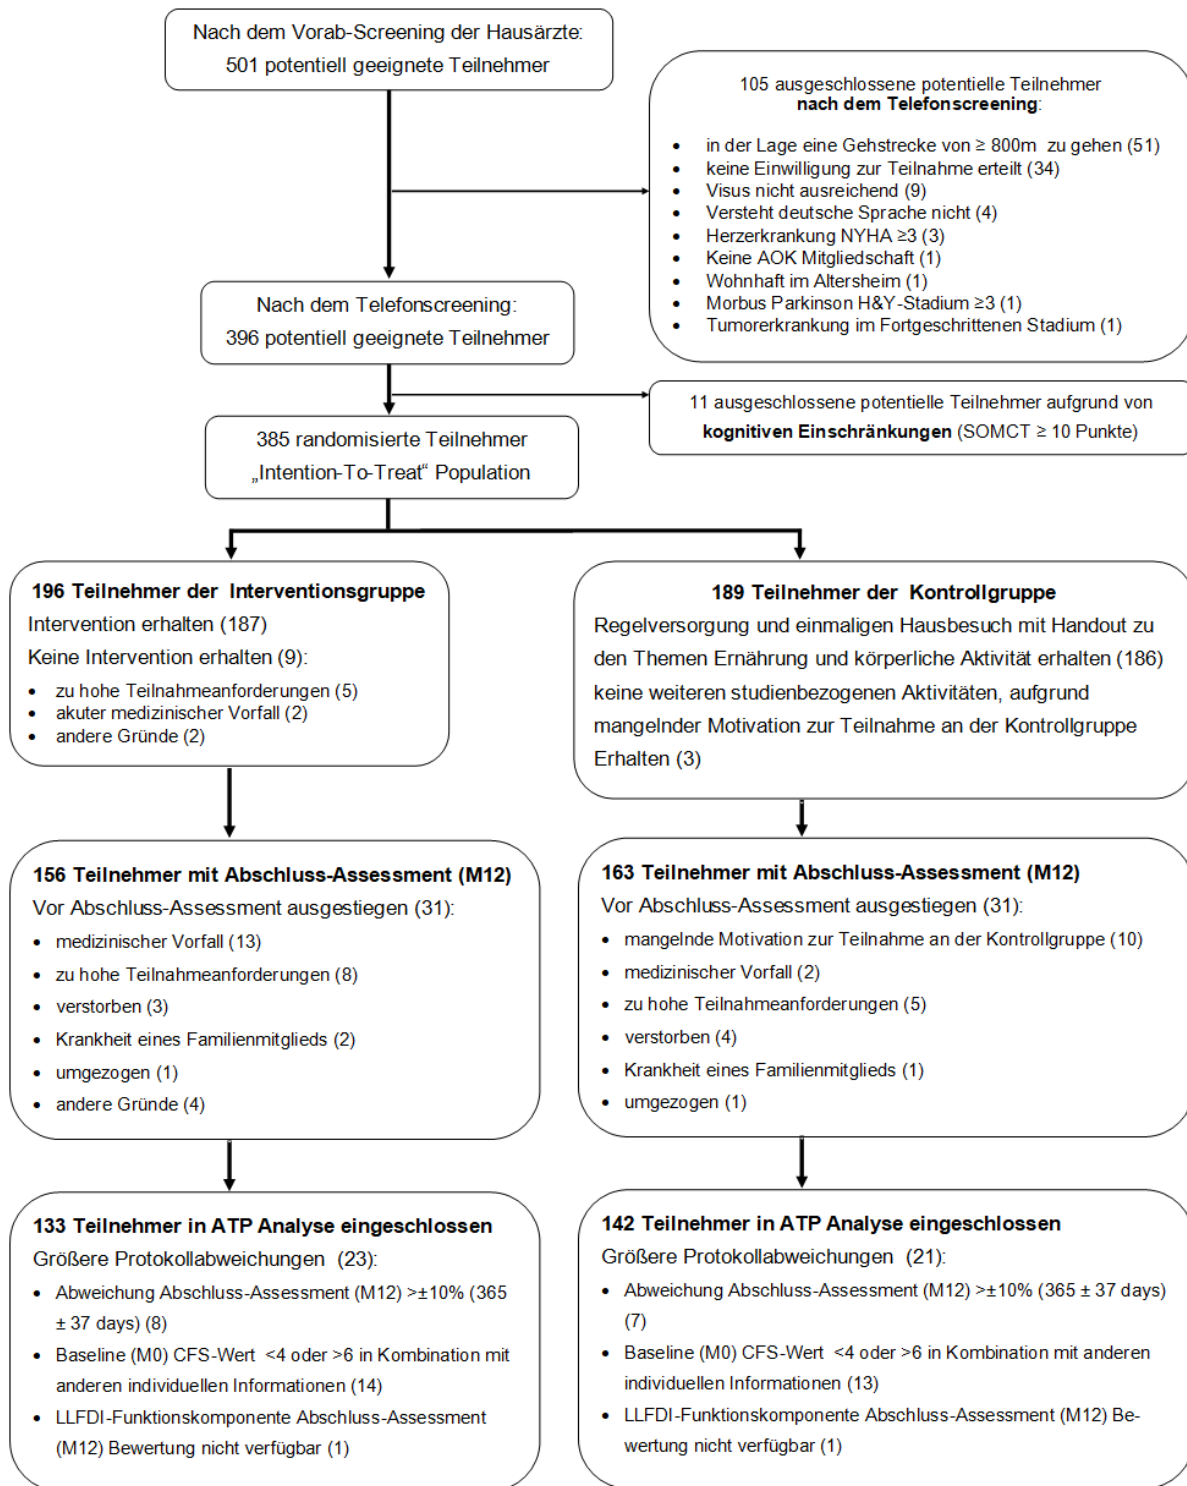 Nach dem Vorab-Screening der Hausärzte:
501 potentiell geeignete Teilnehmer
105 ausgeschlossene potentielle Teilnehmer
nach dem Telefonscreening:
• in der Lage eine Gehstrecke von ≥ 800m zu gehen (51)
• keine Einwilligung zur Teilnahme erteilt (34)
• Visus nicht ausreichend (9)
• Versteht deutsche Sprache nicht (4)
• Herzerkrankung NYHA ≥3 (3)
• Keine AOK Mitgliedschaft (1)
• Wohnhaft im Altersheim (1)
• Morbus Parkinson H&Y-Stadium ≥3 (1)
• Tumorerkrankung im Fortgeschrittenen Stadium (1)
Nach dem Telefonscreening:
396 potentiell geeignete Teilnehmer
11 ausgeschlossene potentielle Teilnehmer aufgrund von
kognitiven Einschränkungen (SOMCT ≥ 10 Punkte)
385 randomisierte Teilnehmer
„Intention-To-Treat“ Population
196 Teilnehmer der Interventionsgruppe
Intervention erhalten (187)
Keine Intervention erhalten (9):
• zu hohe Teilnahmeanforderungen (5)
• akuter medizinischer Vorfall (2)
• andere Gründe (2)
189 Teilnehmer der Kontrollgruppe
Regelversorgung und einmaligen Hausbesuch mit Handout zu
den Themen Ernährung und körperliche Aktivität erhalten (186)
keine weiteren studienbezogenen Aktivitäten, aufgrund
mangelnder Motivation zur Teilnahme an der Kontrollgruppe
Erhalten (3)
156 Teilnehmer mit Abschluss-Assessment (M12)
Vor Abschluss-Assessment ausgestiegen (31):
• medizinischer Vorfall (13)
• zu hohe Teilnahmeanforderungen (8)
• verstorben (3)
• Krankheit eines Familienmitglieds (2)
• umgezogen (1)
• andere Gründe (4)
163 Teilnehmer mit Abschluss-Assessment (M12)
Vor Abschluss-Assessment ausgestiegen (31):
• mangelnde Motivation zur Teilnahme an der Kontrollgruppe (10)
• medizinischer Vorfall (2)
• zu hohe Teilnahmeanforderungen (5)
• verstorben (4)
• Krankheit eines Familienmitglieds (1)
• umgezogen (1)
133 Teilnehmer in ATP Analyse eingeschlossen
Größere Protokollabweichungen (23):
• Abweichung Abschluss-Assessment (M12) >±10% (365
± 37 days) (8)
• Baseline (M0) CFS-Wert <4 oder >6 in Kombination mit
anderen individuellen Informationen (14)
• LLFDI-Funktionskomponente Abschluss-Assessment
(M12) Bewertung nicht verfügbar (1)
142 Teilnehmer in ATP Analyse eingeschlossen
Größere Protokollabweichungen (21):
• Abweichung Abschluss-Assessment (M12) >±10% (365 ± 37 days)
(7)
• Baseline (M0) CFS-Wert <4 oder >6 in Kombination mit
anderen individuellen Informationen (13)
• LLFDI-Funktionskomponente Abschluss-Assessment (M12) Be-
wertung nicht verfügbar (1)